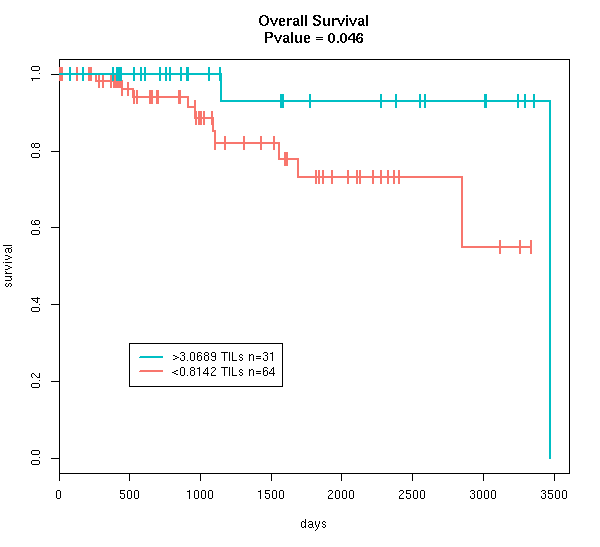 Overall Survival
Pvalue = 0.046
1.0
0.8
0.6
0.4
0.2
0.0
survival
>3.0689 TILs n=31
<0.8142 TILs n=64
0 500 1000 1500 2000 2500 3000 3500
days